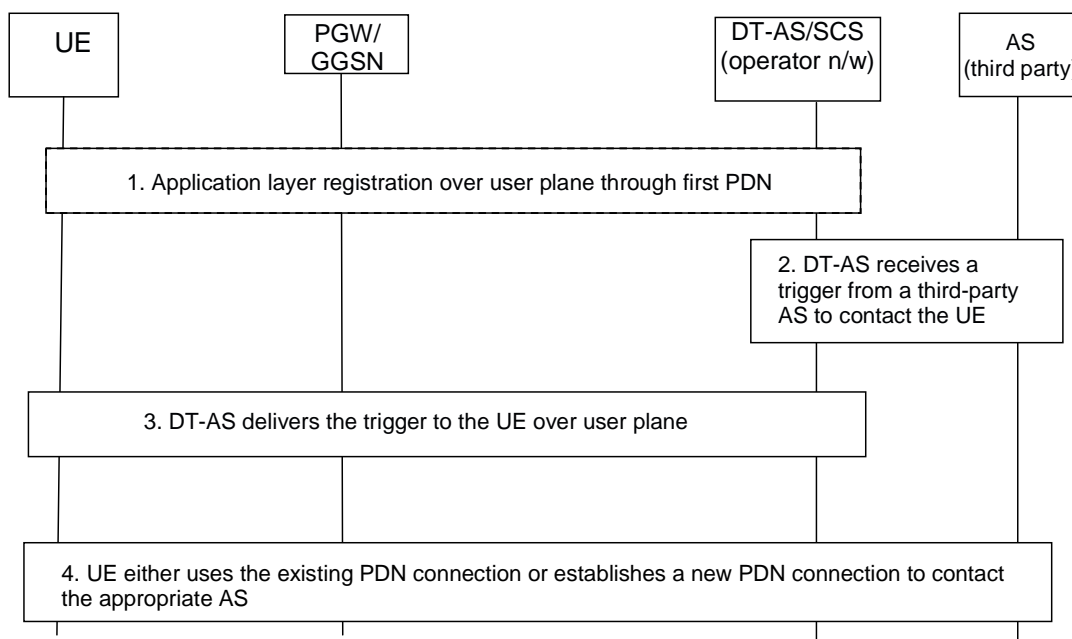 UE
PGW/
GGSN
DT-AS/SCS
(operator n/w)
AS
(third party)
1. Application layer registration over user plane through first PDN
2. DT-AS receives a
trigger from a third-party
AS to contact the UE
3. DT-AS delivers the trigger to the UE over user plane
4. UE either uses the existing PDN connection or establishes a new PDN connection to contact
the appropriate AS